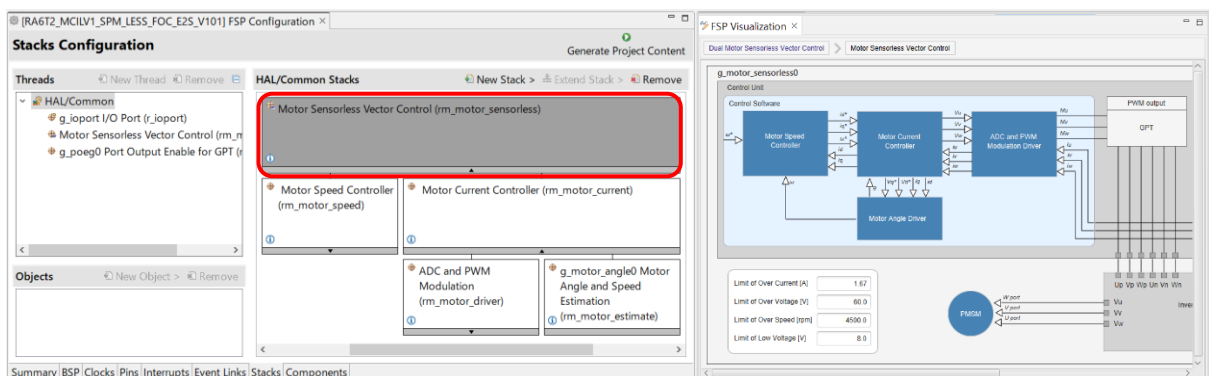 [RA6T2_MCILV1_SPM_LESS_FOC_E2S_V101] FSP Configuration ×
Stacks Configuration
Generate Project Content
Threads
New Thread
Remove
HAL/Common
g_ioport I/O Port (r_ioport)
Motor Sensorless Vector Control (rm_m
g_poeg0 Port Output Enable for GPT (r
Objects
New Object >
Remove
HAL/Common Stacks
New Stack >
Extend Stack >
Remove
Motor Sensorless Vector Control (rm_motor_sensorless)
Motor Speed Controller
(rm_motor_speed)
Motor Current Controller (rm_motor_current)
ADC and PWM
Modulation
(rm_motor_driver)
g_motor_angle0 Motor
Angle and Speed
Estimation
(rm_motor_estimate)
Summary BSP Clocks Pins Interrupts Event Links Stacks Components
FSP Visualization ×
Dual Motor Sensorless Vector Control
Motor Sensorless Vector Control
g_motor_sensorless0
Control Unit
Control Software
Motor Speed
Controller
Motor Current
Controller
ADC and PWM
Modulation Driver
Motor Angle Driver
PWM output
GPT
Mu
Mv
Mw
Limit of Over Current [A] 1.67
Limit of Over Voltage [V] 60.0
Limit of Over Speed [rpm] 4500.0
Limit of Low Voltage [V] 8.0
PMSM
W port
V port
U port
Up Vp Wp Un Vn Wn
Vu
Vv
Vw
Inver